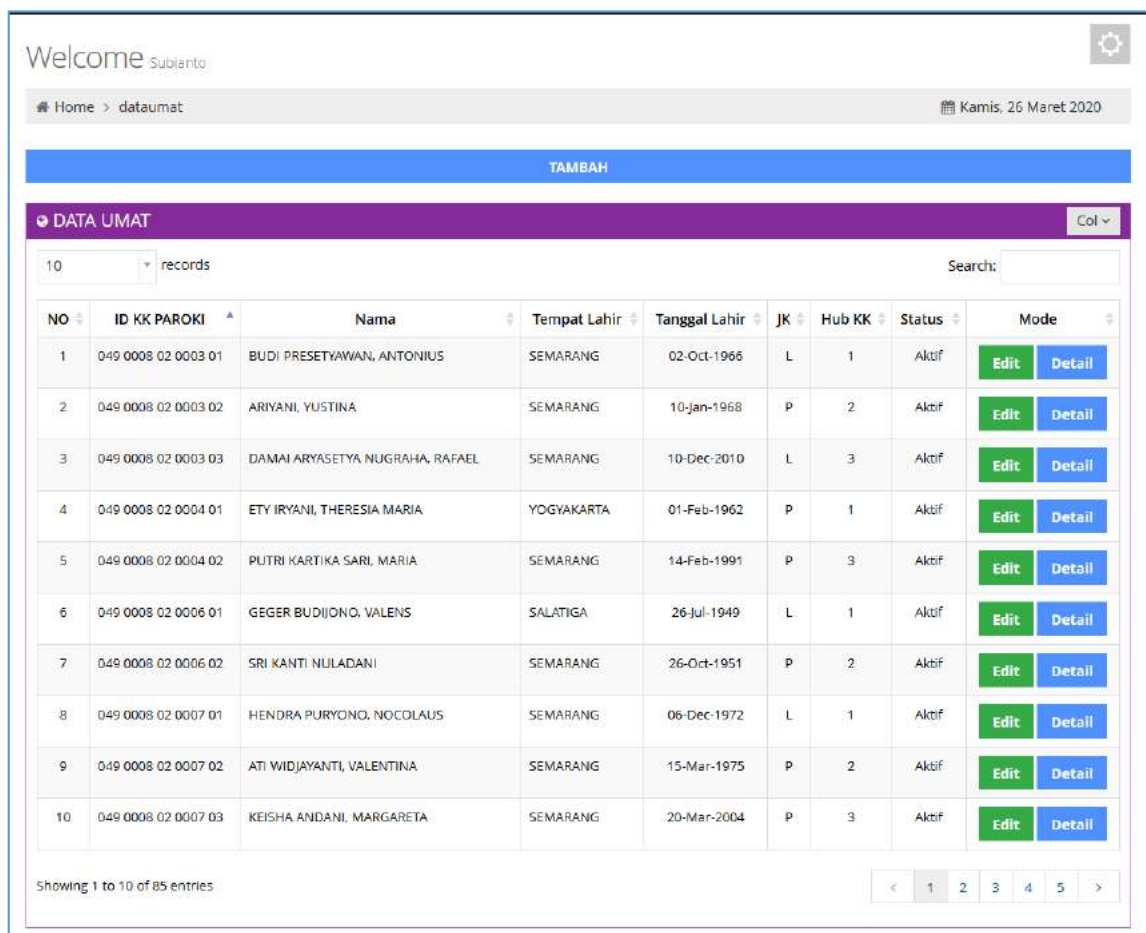 Welcome Subianto
Home > dataumat Kamis, 26 Maret 2020
TAMBAH
DATA UMAT Col
10 records Search:
NO ID KK PAROKI Nama Tempat Lahir Tanggal Lahir JK Hub KK Status Mode
1 049 0008 02 0003 01 BUDI PRESETYAWAN, ANTONIUS SEMARANG 02-Oct-1966 L 1 Aktif Edit Detail
2 049 0008 02 0003 02 ARIYANI, YUSTINA SEMARANG 10-Jan-1968 P 2 Aktif Edit Detail
3 049 0008 02 0003 03 DAMAI ARYASETYA NUGRAHA, RAFAEL SEMARANG 10-Dec-2010 L 3 Aktif Edit Detail
4 049 0008 02 0004 01 ETY IRYANI, THERESIA MARIA YOGYAKARTA 01-Feb-1962 P 1 Aktif Edit Detail
5 049 0008 02 0004 02 PUTRI KARTIKA SARI, MARIA SEMARANG 14-Feb-1991 P 3 Aktif Edit Detail
6 049 0008 02 0006 01 GEGER BUDIJONO, VALENS SALATIGA 26-Jul-1949 L 1 Aktif Edit Detail
7 049 0008 02 0006 02 SRI KANTI NULADANI SEMARANG 26-Oct-1951 P 2 Aktif Edit Detail
8 049 0008 02 0007 01 HENDRA PURYONO, NOCOLAUS SEMARANG 06-Dec-1972 L 1 Aktif Edit Detail
9 049 0008 02 0007 02 ATI WIDJAYANTI, VALENTINA SEMARANG 15-Mar-1975 P 2 Aktif Edit Detail
10 049 0008 02 0007 03 KEISHA ANDANI, MARGARETA SEMARANG 20-Mar-2004 P 3 Aktif Edit Detail
Showing 1 to 10 of 85 entries < 1 2 3 4 5 >